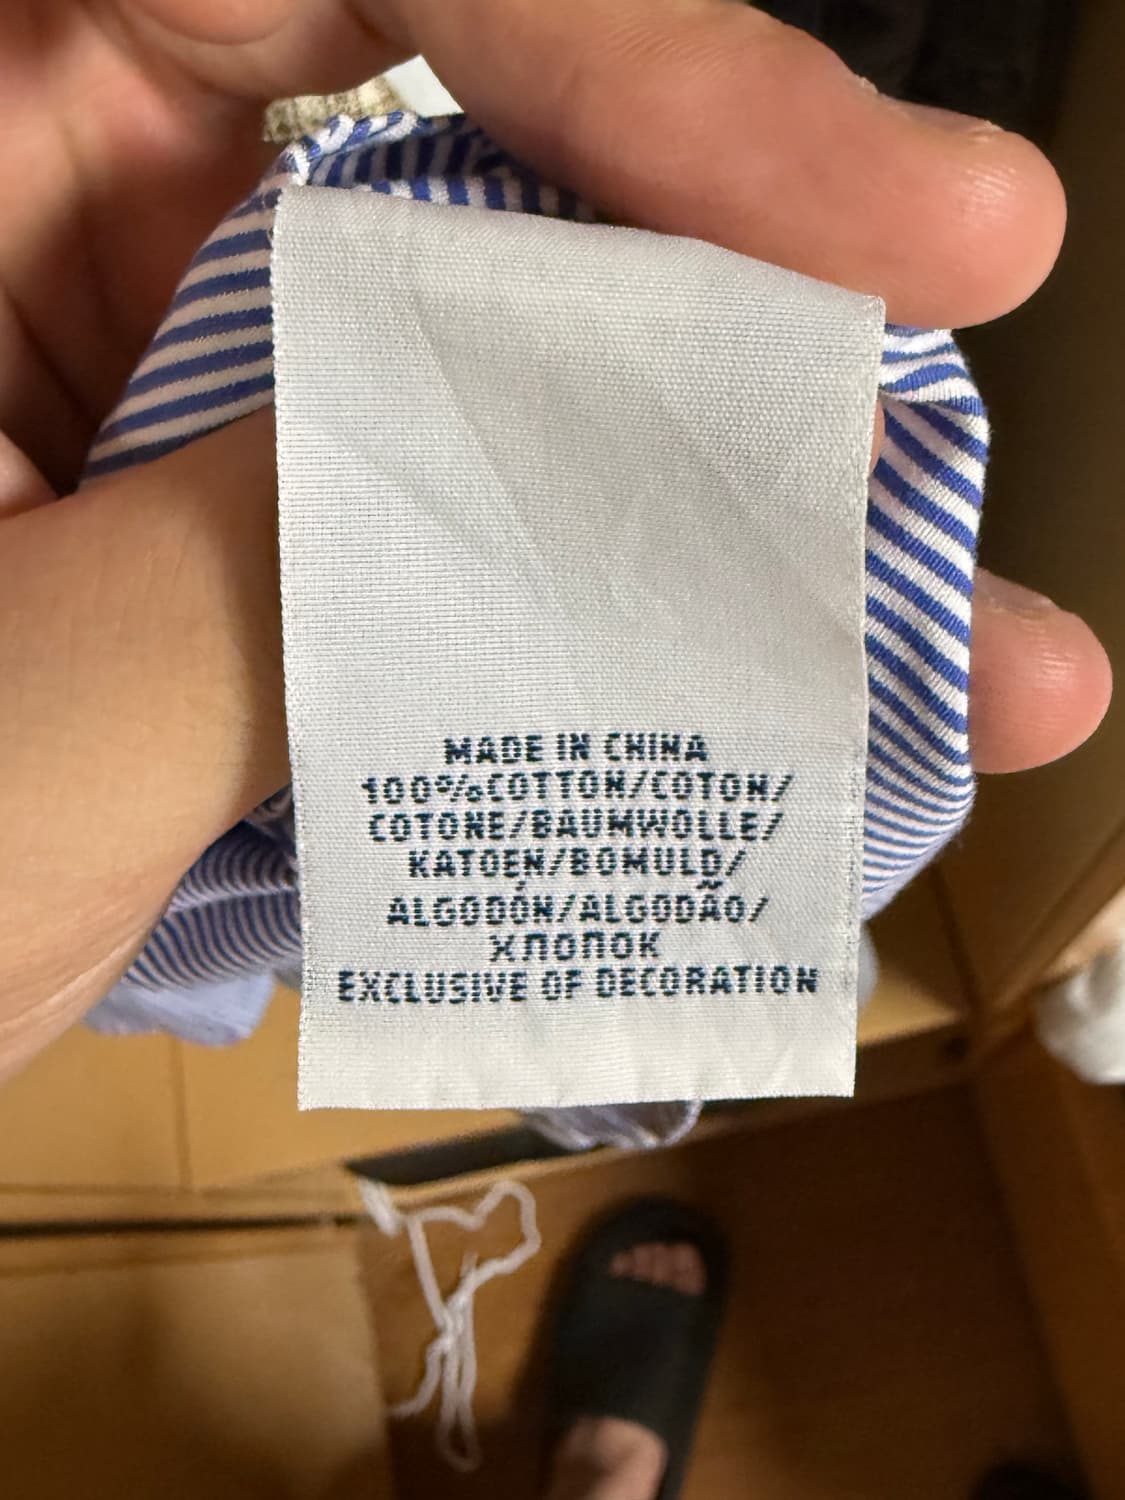 MADE IN CHINA
100%COTTON/COTON/
COTONE/BAUMWOLLE/
KATOEN/BOMULD/
ALGODÓN/ALGODÃO/
ХЛОПОК
EXCLUSIVE OF DECORATION